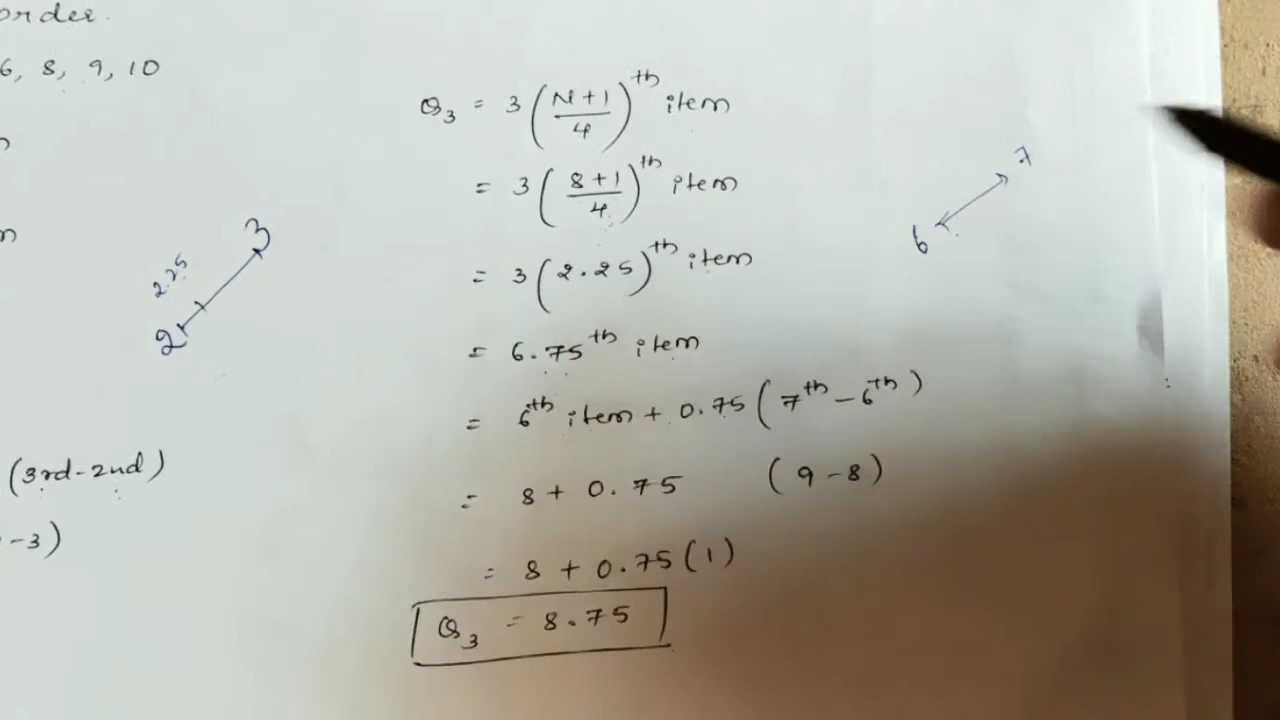 order.
6, 8, 9, 10
Q₃ = 3 (N+1/4)ᵗʰ item
= 3 (8+1/4)ᵗʰ item
= 3 (2.25)ᵗʰ item
= 6.75ᵗʰ item
= 6ᵗʰ item + 0.75 (7ᵗʰ - 6ᵗʰ)
= 8 + 0.75 (9-8)
= 8 + 0.75 (1)
Q₃ = 8.75
3
2.25
2
7
6
(3rd-2nd)
-3)